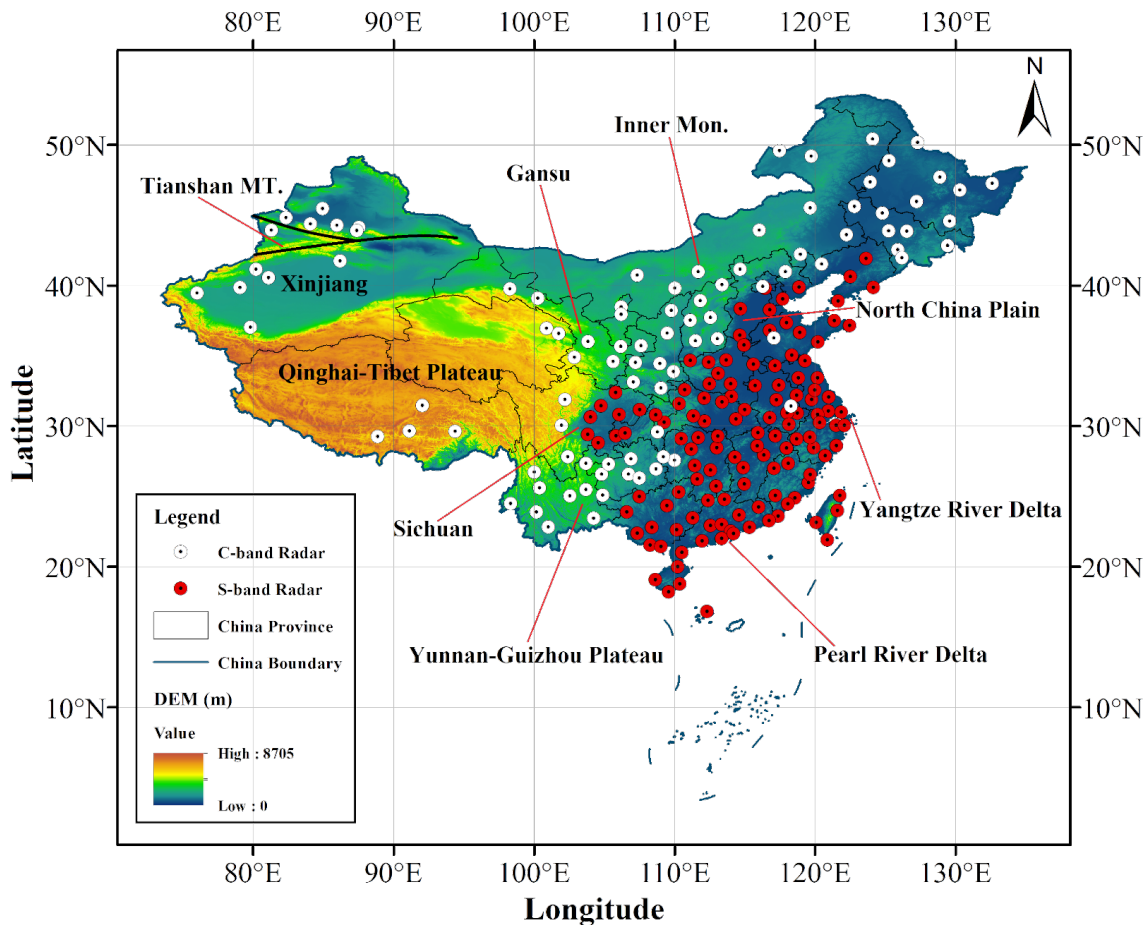 80°E 90°E 100°E 110°E 120°E 130°E
N
50°N 50°N
Inner Mon.
Gansu
Tianshan MT.
40°N 40°N
Xinjiang
North China Plain
Qinghai-Tibet Plateau
30°N 30°N
Latitude
Legend
C-band Radar
S-band Radar
China Province
China Boundary
DEM (m)
Value
High : 8705
Low : 0
Sichuan
Yangtze River Delta
20°N 20°N
Yunnan-Guizhou Plateau
Pearl River Delta
10°N 10°N
80°E 90°E 100°E 110°E 120°E 130°E
Longitude